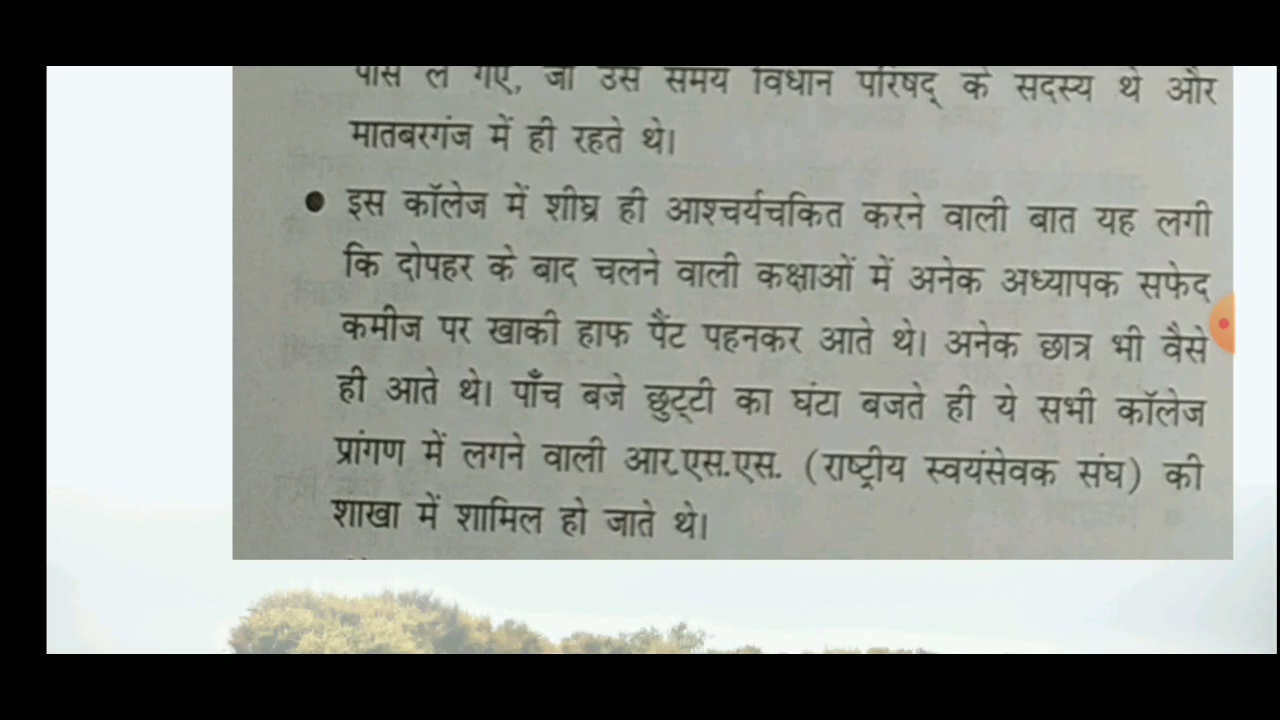 पास ले गए, जो उस समय विधान परिषद् के सदस्य थे और
मातबरगंज में ही रहते थे।
● इस कॉलेज में शीघ्र ही आश्चर्यचकित करने वाली बात यह लगी
कि दोपहर के बाद चलने वाली कक्षाओं में अनेक अध्यापक सफेद
कमीज पर खाकी हाफ पैंट पहनकर आते थे। अनेक छात्र भी वैसे
ही आते थे। पाँच बजे छुट्टी का घंटा बजते ही ये सभी कॉलेज
प्रांगण में लगने वाली आर.एस.एस. (राष्ट्रीय स्वयंसेवक संघ) की
शाखा में शामिल हो जाते थे।